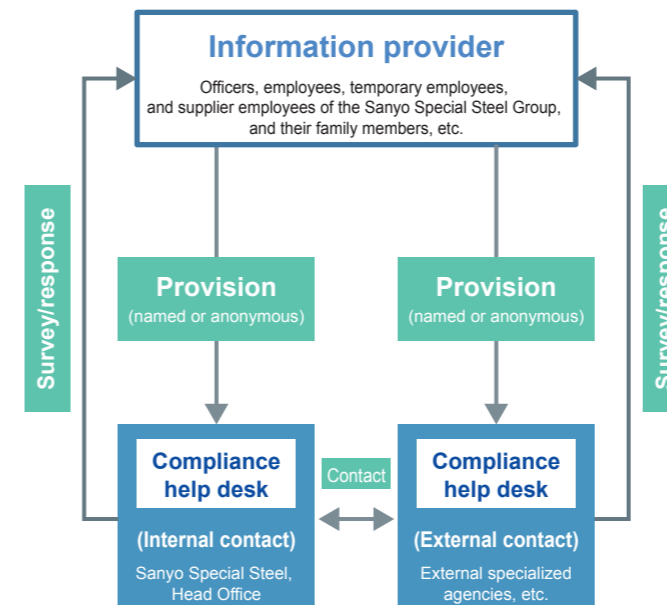 Information provider
Officers, employees, temporary employees,
and supplier employees of the Sanyo Special Steel Group,
and their family members, etc.
Survey/response
Provision
(named or anonymous)
Provision
(named or anonymous)
Survey/response
Compliance
help desk
(Internal contact)
Sanyo Special Steel,
Head Office
Contact
Compliance
help desk
(External contact)
External specialized
agencies, etc.